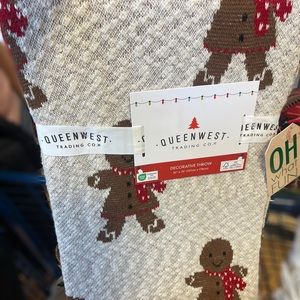 ·QUEENWEST·
TRADING CO.®
·QUEENWEST·
TRADING CO.®
DECORATIVE THROW
·QUEENWEST·
TRADING CO.®
OH